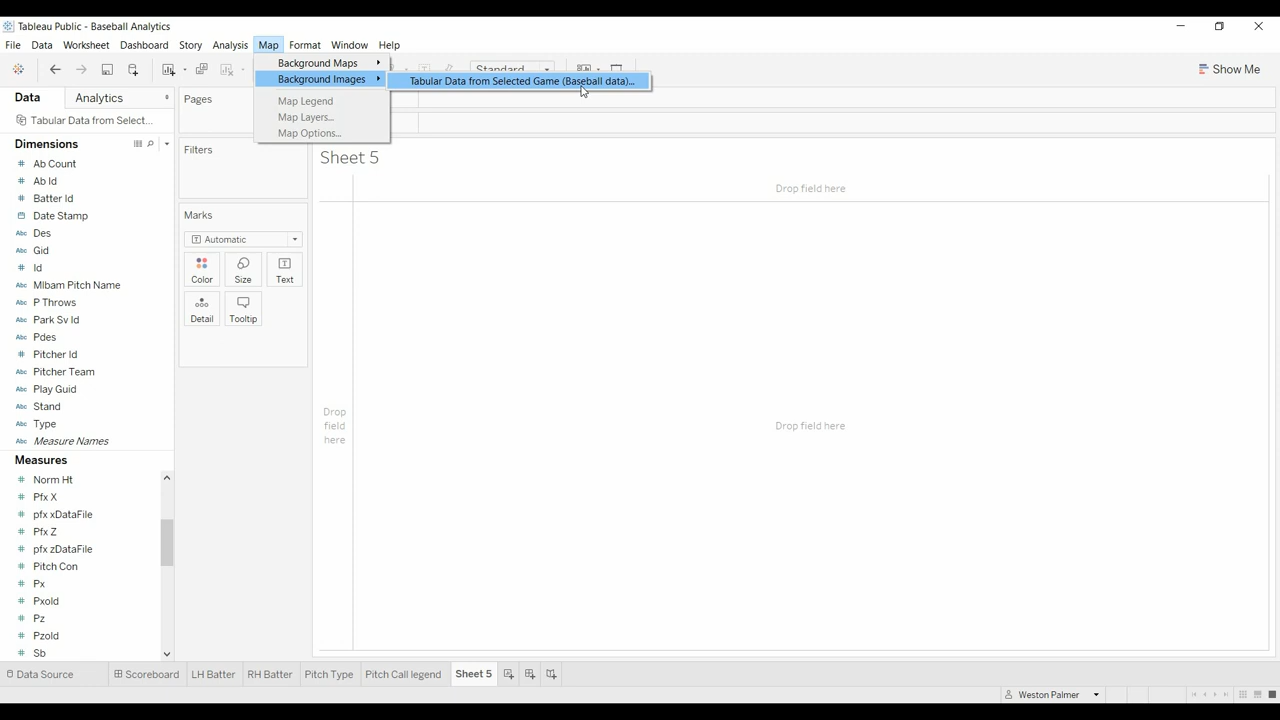 Tableau Public - Baseball Analytics
File Data Worksheet Dashboard Story Analysis Map Format Window Help
Background Maps
Background Images
Tabular Data from Selected Game (Baseball data)...
Map Legend
Map Layers...
Map Options...
Standard
Show Me
Data Analytics
Pages
Tabular Data from Select...
Dimensions
Filters
Sheet 5
Ab Count
Ab Id
Batter Id
Date Stamp
Des
Gid
Id
Mlbam Pitch Name
P Throws
Park Sv Id
Pdes
Pitcher Id
Pitcher Team
Play Guid
Stand
Type
Measure Names
Measures
Norm Ht
Pfx X
pfx xDataFile
Pfx Z
pfx zDataFile
Pitch Con
Px
Pxold
Pz
Pzold
Sb
Marks
Automatic
Color Size Text
Detail Tooltip
Drop field here
Drop
field
here
Drop field here
Data Source Scoreboard LH Batter RH Batter Pitch Type Pitch Call legend Sheet 5
Weston Palmer